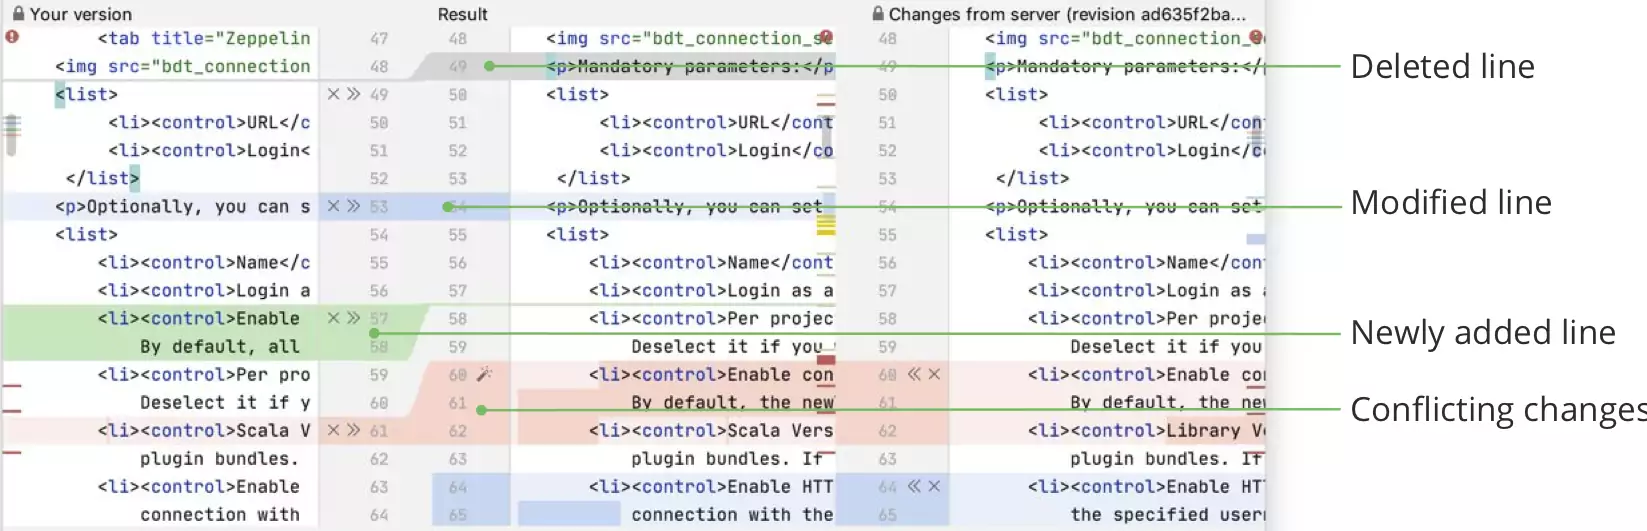 Your version Result Changes from server (revision ad635f2ba...
<tab title="Zeppelin 47 48 <img src="bdt_connection_se 48 <img src="bdt_connection_s
<img src="bdt_connection 48 49 <p>Mandatory parameters:</p 49 <p>Mandatory parameters:</p Deleted line
<list> 49 50 <list> 50 <list>
<li><control>URL</c 50 51 <li><control>URL</cont 51 <li><control>URL</con
<li><control>Login< 51 52 <li><control>Login</co 52 <li><control>Login</c
</list> 52 53 </list> 53 </list>
<p>Optionally, you can s 53 54 <p>Optionally, you can set 54 <p>Optionally, you can set Modified line
<list> 54 55 <list> 55 <list>
<li><control>Name</c 55 56 <li><control>Name</cont 56 <li><control>Name</con
<li><control>Login a 56 57 <li><control>Login as a 57 <li><control>Login as a
<li><control>Enable 57 58 <li><control>Per projec 58 <li><control>Per projec
By default, all 58 59 Deselect it if you 59 Deselect it if you Newly added line
<li><control>Per pro 59 60 <li><control>Enable con 60 <li><control>Enable con
Deselect it if y 60 61 By default, the new 61 By default, the new Conflicting changes
<li><control>Scala V 61 62 <li><control>Scala Vers 62 <li><control>Library Ve
plugin bundles. 62 63 plugin bundles. If 63 plugin bundles. If
<li><control>Enable 63 64 <li><control>Enable HTT 64 <li><control>Enable HT
connection with 64 65 connection with the 65 the specified user